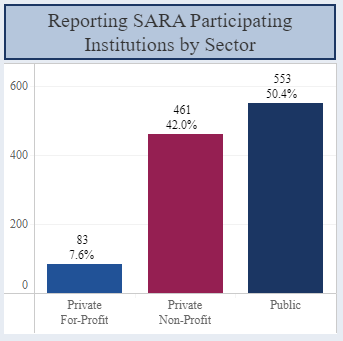 Reporting SARA Participating
Institutions by Sector
600
400
200
0
83
7.6%
461
42.0%
553
50.4%
Private
For-Profit
Private
Non-Profit
Public